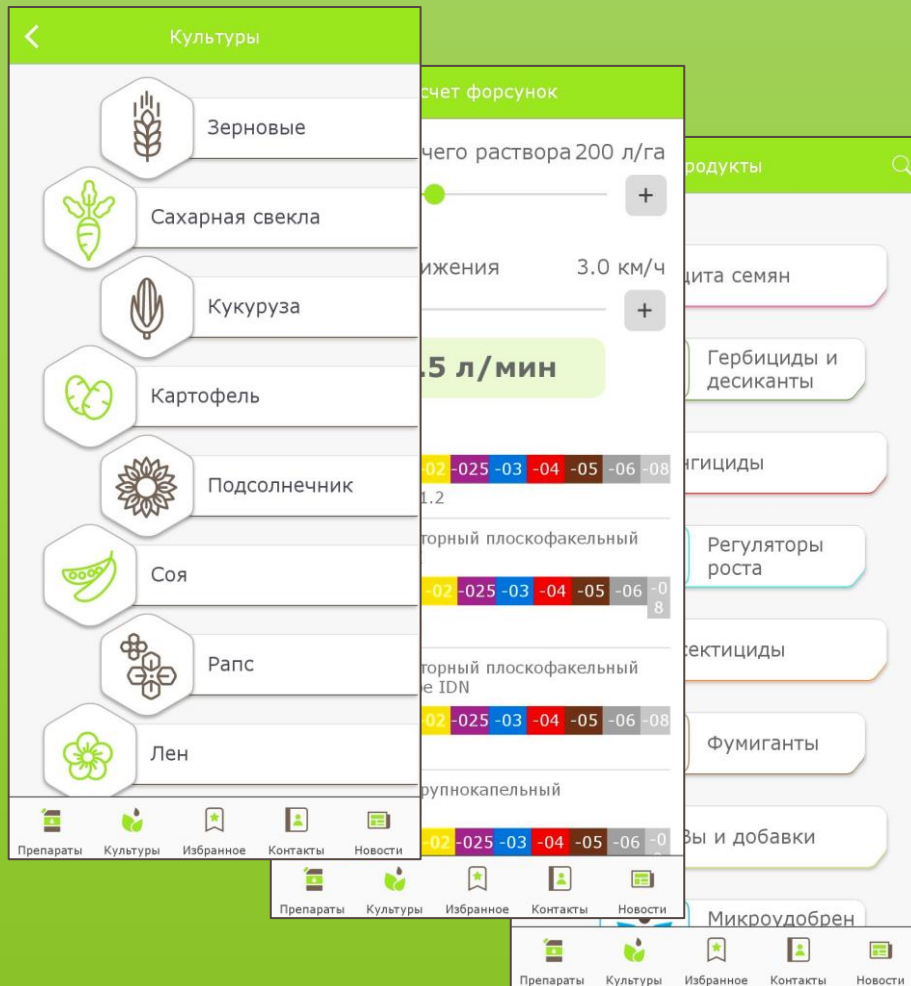 Культуры
Зерновые
Сахарная свекла
Кукуруза
Картофель
Подсолнечник
Соя
Рапс
Лен
Препараты Культуры Избранное Контакты Новости
счет форсунок
чего раствора 200 л/га
+
ижения 3.0 км/ч
+
.5 л/мин
-02 -025 -03 -04 -05 -06 -08
1.2
торный плоскофакельный
-02 -025 -03 -04 -05 -06 -08
торный плоскофакельный
е IDN
-02 -025 -03 -04 -05 -06 -08
рупнокапельный
-02 -025 -03 -04 -05 -06
Препараты Культуры Избранное Контакты Новости
родукты
ита семян
Гербициды и
десиканты
нгициды
Регуляторы
роста
сектициды
Фумиганты
Вы и добавки
Микроудобрен
Препараты Культуры Избранное Контакты Новости